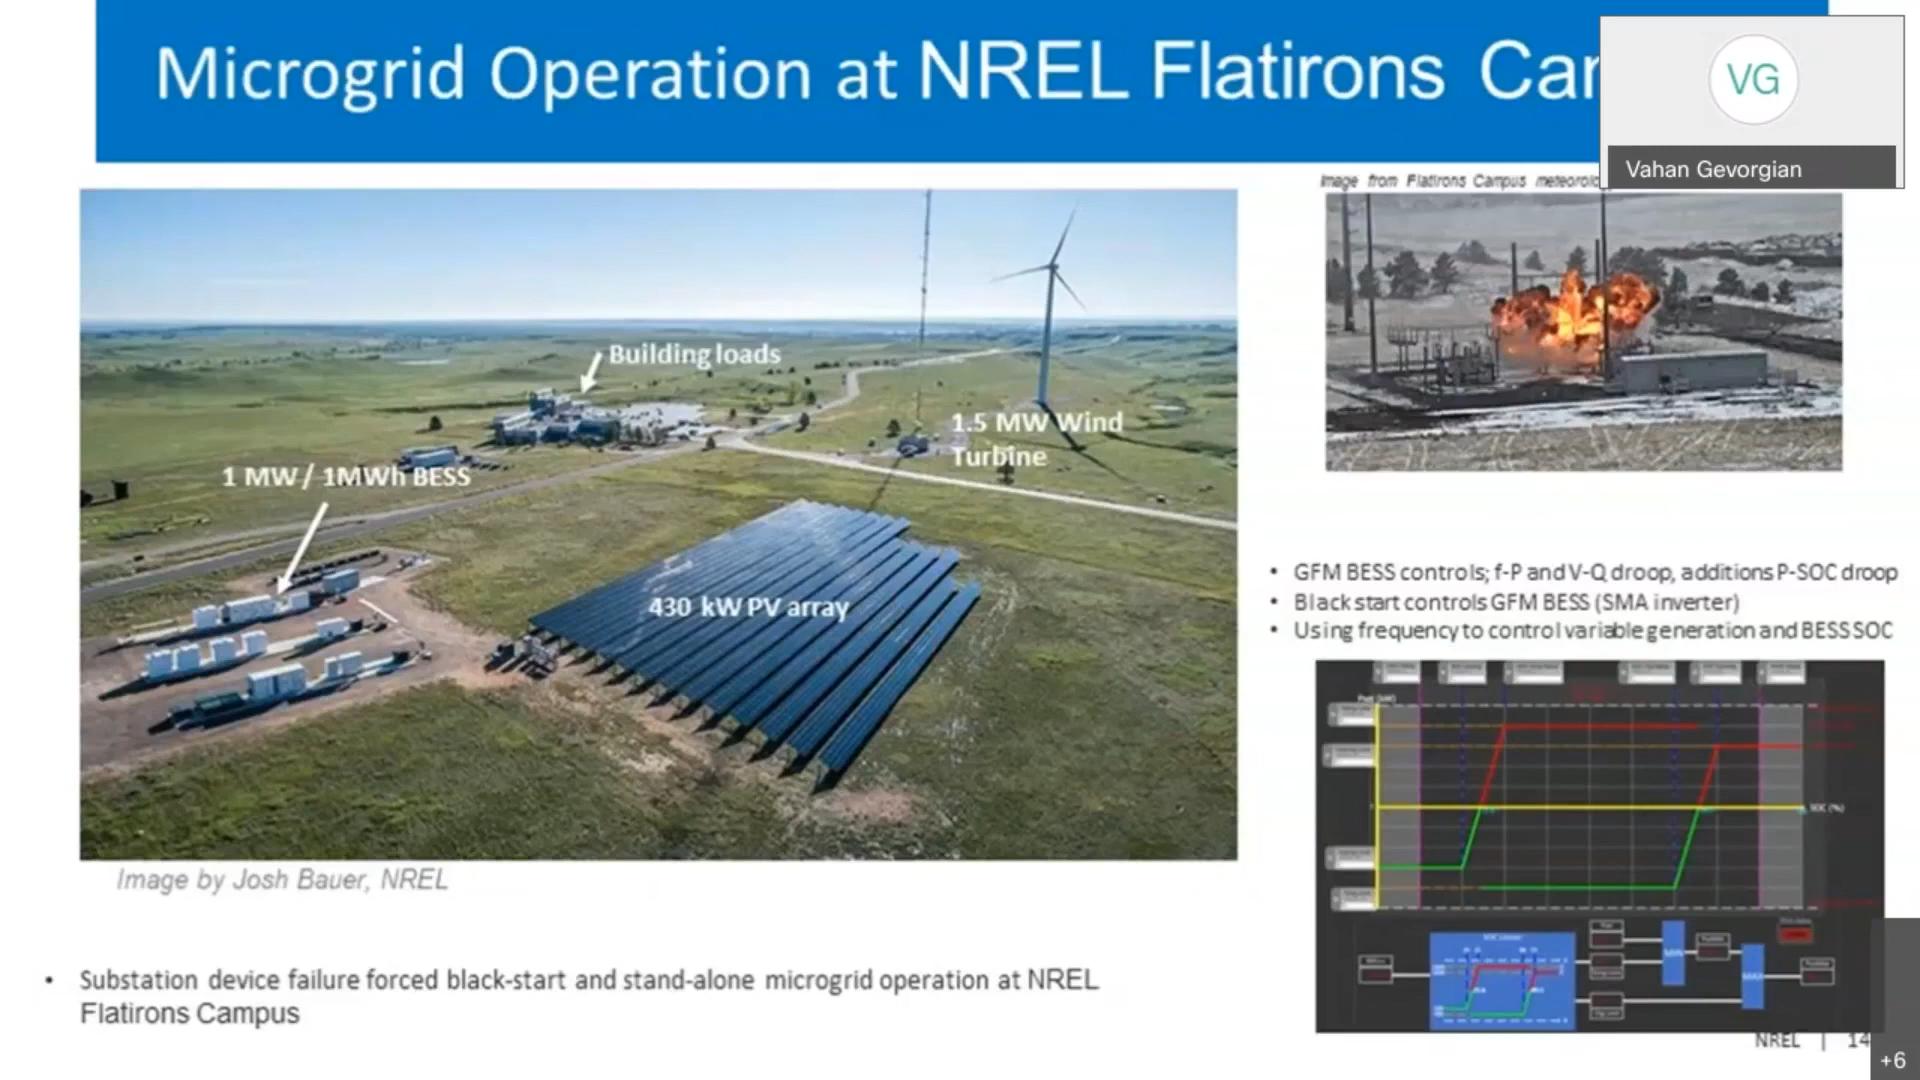 Microgrid Operation at NREL Flatirons Car
VG
Vahan Gevorgian
Image from Flatirons Campus
Building loads
1.5 MW Wind
Turbine
1 MW / 1MWh BESS
430 kW PV array
Image by Josh Bauer, NREL
• GFM BESS controls; f-P and V-Q droop, additions P-SOC droop
• Black start controls GFM BESS (SMA inverter)
• Using frequency to control variable generation and BESS SOC
SOC (%)
• Substation device failure forced black-start and stand-alone microgrid operation at NREL
Flatirons Campus
NREL | 14
+6